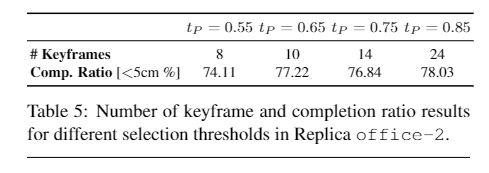 t_P = 0.55 t_P = 0.65 t_P = 0.75 t_P = 0.85
# Keyframes 8 10 14 24
Comp. Ratio [<5cm %] 74.11 77.22 76.84 78.03
Table 5: Number of keyframe and completion ratio results
for different selection thresholds in Replica office-2.